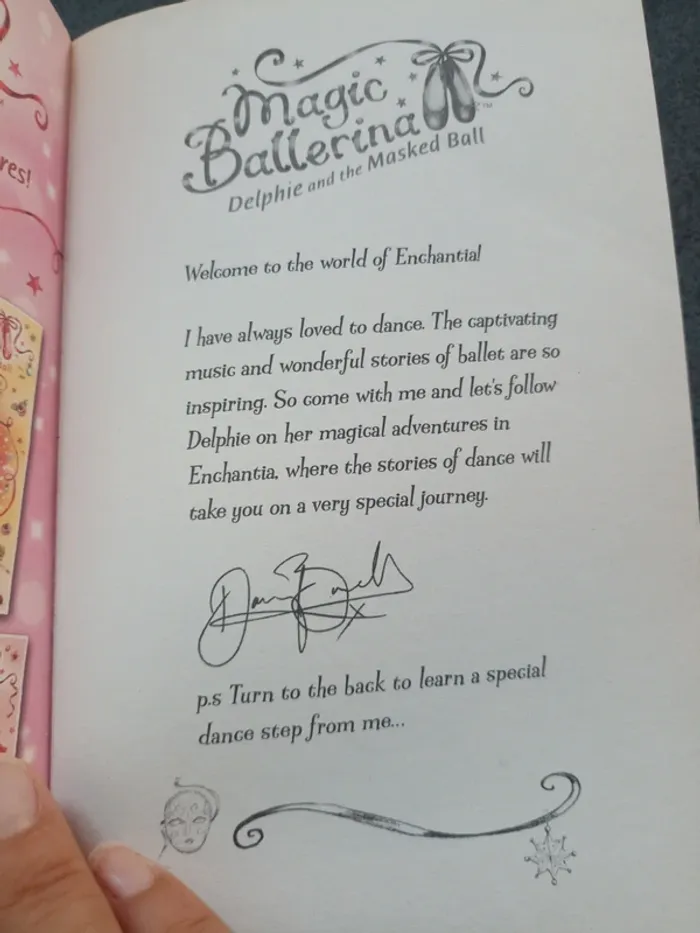 res!
Magic
Ballerina™
Delphie and the Masked Ball
Welcome to the world of Enchantia!
I have always loved to dance. The captivating
music and wonderful stories of ballet are so
inspiring. So come with me and let's follow
Delphie on her magical adventures in
Enchantia, where the stories of dance will
take you on a very special journey.
p.s Turn to the back to learn a special
dance step from me...